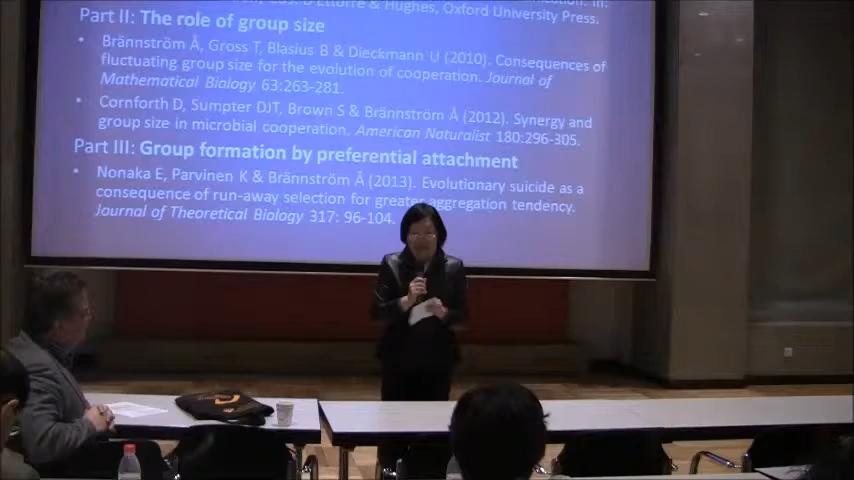 & Hughes, Oxford University Press.
Part II: The role of group size
• Brännström Å, Gross T, Blasius B & Dieckmann U (2010). Consequences of
fluctuating group size for the evolution of cooperation. Journal of
Mathematical Biology 63:263-281.
• Cornforth D, Sumpter DJT, Brown S & Brännström Å (2012). Synergy and
group size in microbial cooperation. American Naturalist 180:296-305.
Part III: Group formation by preferential attachment
• Nonaka E, Parvinen K & Brännström Å (2013). Evolutionary suicide as a
consequence of run-away selection for greater aggregation tendency.
Journal of Theoretical Biology 317: 96-104.